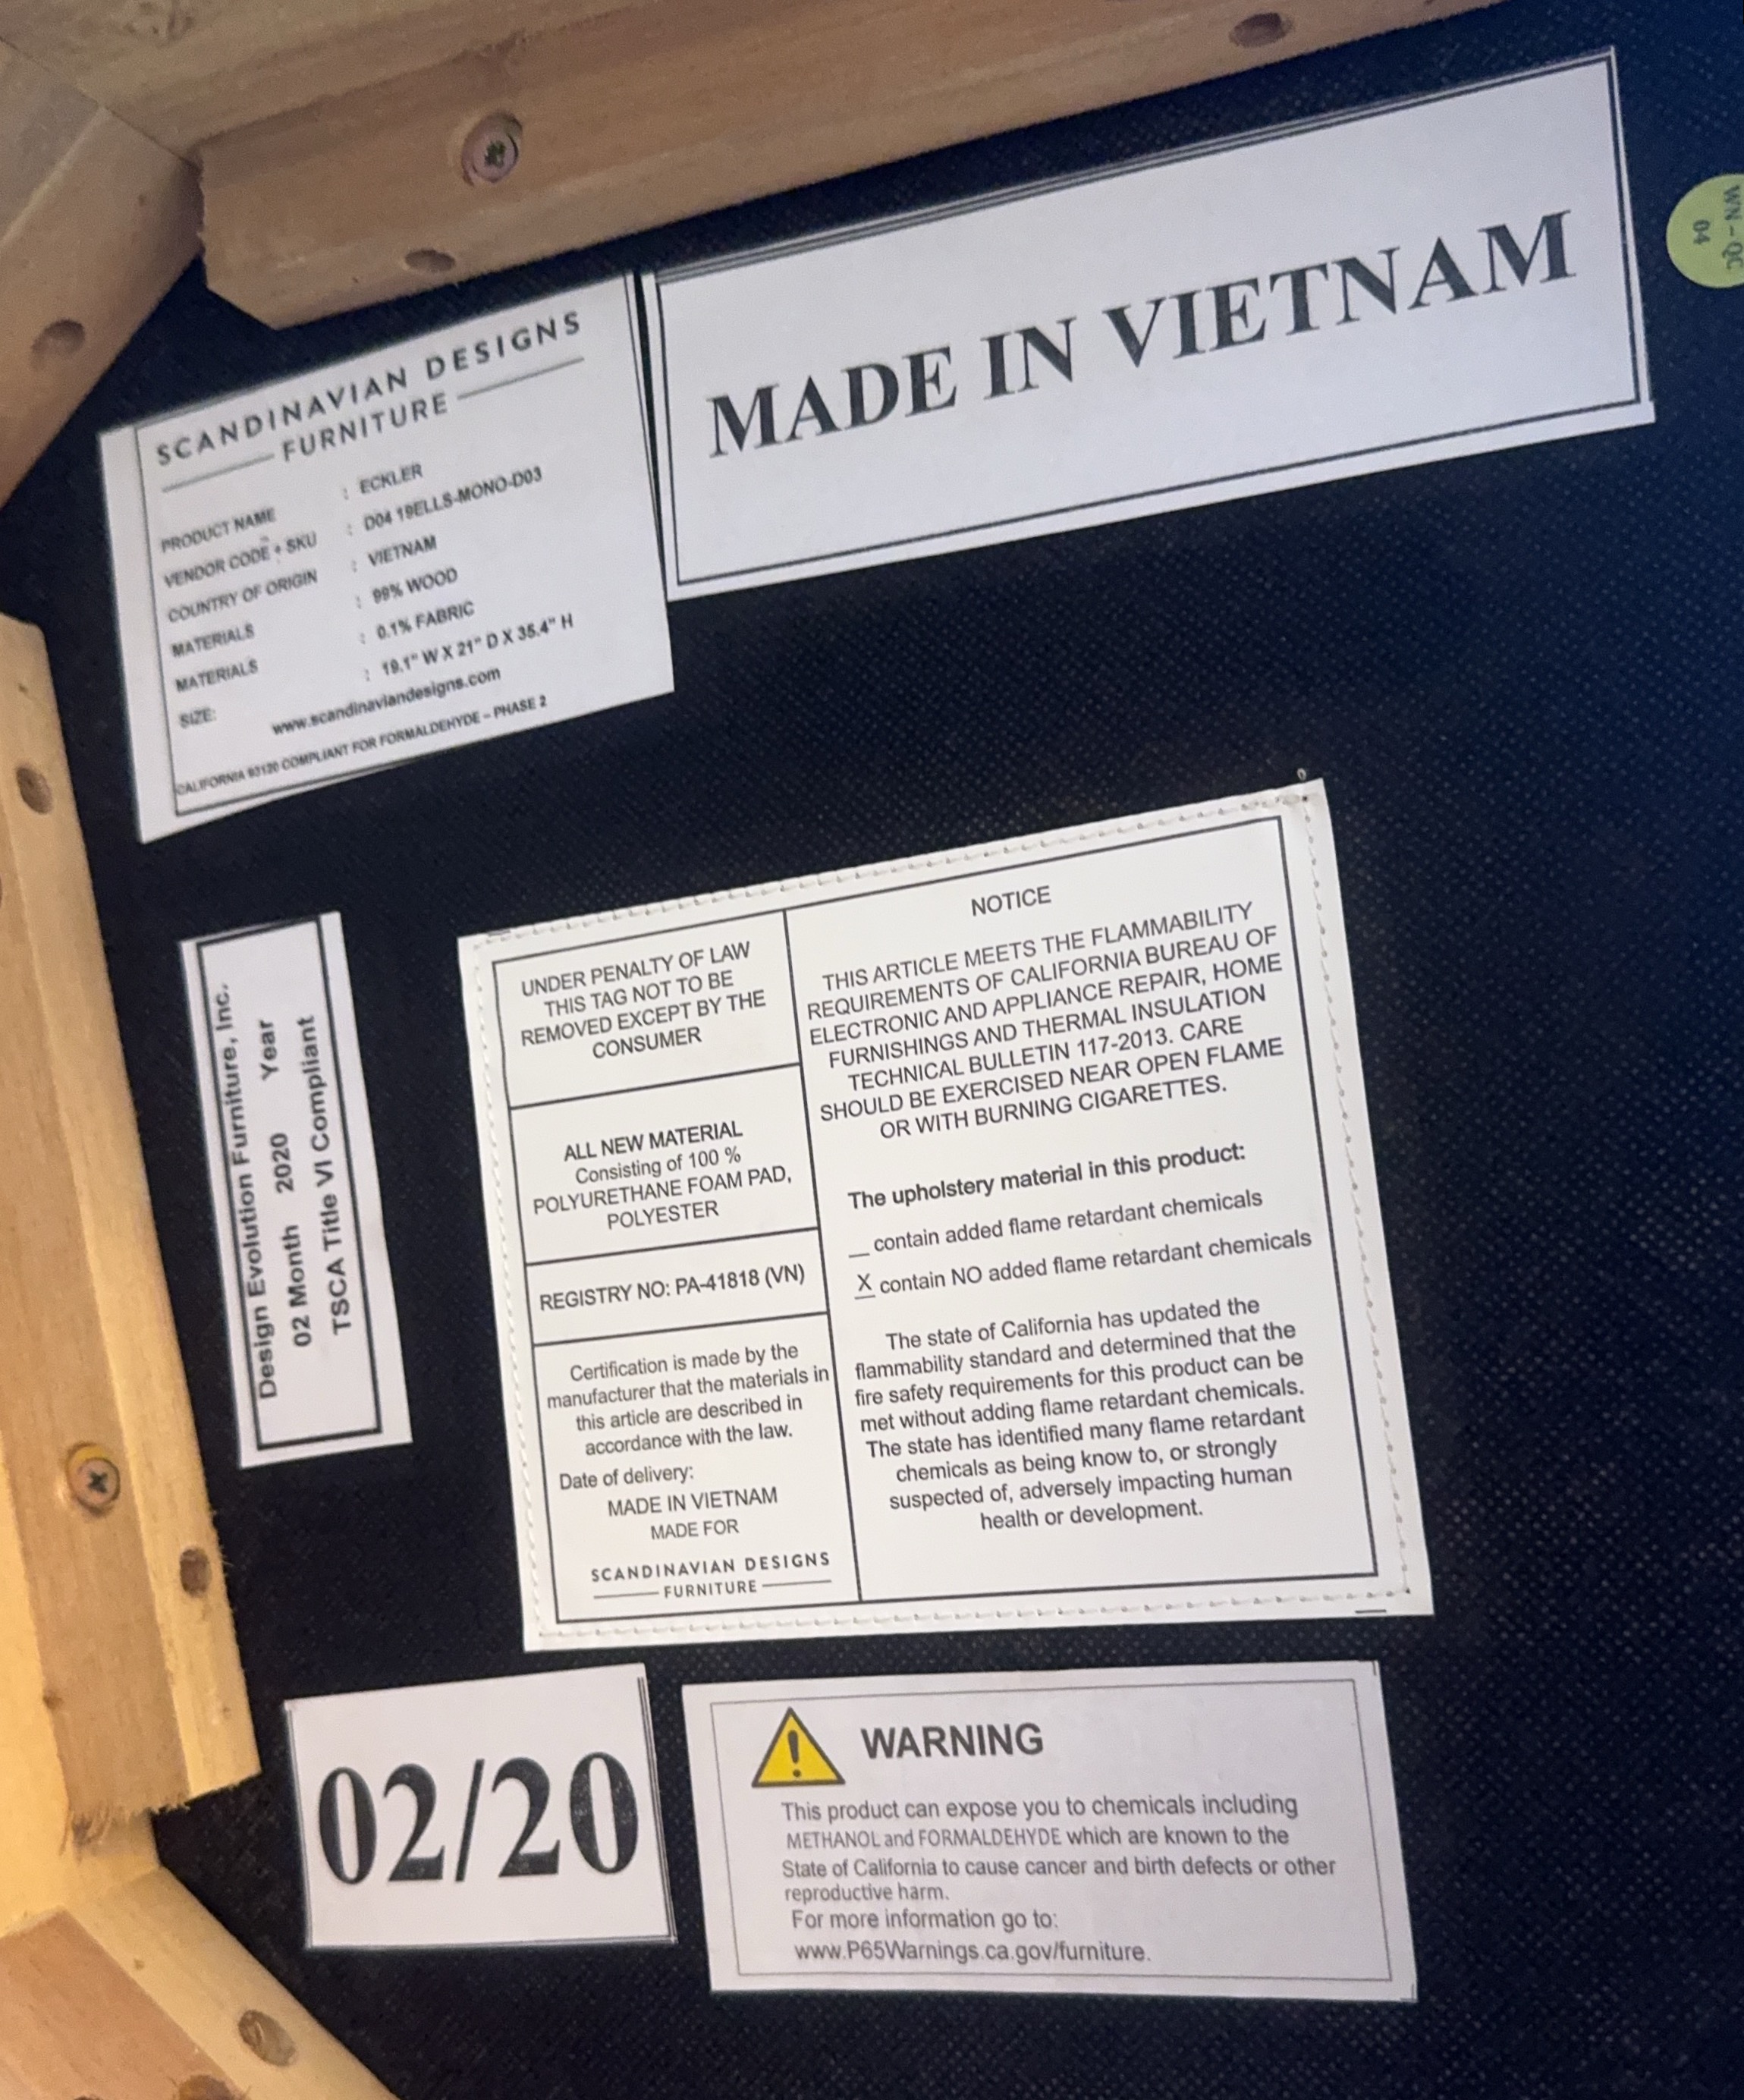 SCANDINAVIAN DESIGNS
FURNITURE
PRODUCT NAME : ECKLER
VENDOR CODE + SKU : D04 19ELLS-MONO-D03
COUNTRY OF ORIGIN : VIETNAM
MATERIALS : 99% WOOD
MATERIALS : 0.1% FABRIC
SIZE: : 19.1" W X 21" D X 35.4" H
www.scandinaviandesigns.com
CALIFORNIA 93120 COMPLIANT FOR FORMALDEHYDE – PHASE 2
MADE IN VIETNAM
WN-QC
04
Design Evolution Furniture, Inc.
02 Month 2020 Year
TSCA Title VI Compliant
UNDER PENALTY OF LAW
THIS TAG NOT TO BE
REMOVED EXCEPT BY THE
CONSUMER
ALL NEW MATERIAL
Consisting of 100 %
POLYURETHANE FOAM PAD,
POLYESTER
REGISTRY NO: PA-41818 (VN)
Certification is made by the
manufacturer that the materials in
this article are described in
accordance with the law.
Date of delivery:
MADE IN VIETNAM
MADE FOR
SCANDINAVIAN DESIGNS
FURNITURE
NOTICE
THIS ARTICLE MEETS THE FLAMMABILITY
REQUIREMENTS OF CALIFORNIA BUREAU OF
ELECTRONIC AND APPLIANCE REPAIR, HOME
FURNISHINGS AND THERMAL INSULATION
TECHNICAL BULLETIN 117-2013. CARE
SHOULD BE EXERCISED NEAR OPEN FLAME
OR WITH BURNING CIGARETTES.
The upholstery material in this product:
__ contain added flame retardant chemicals
X contain NO added flame retardant chemicals
The state of California has updated the
flammability standard and determined that the
fire safety requirements for this product can be
met without adding flame retardant chemicals.
The state has identified many flame retardant
chemicals as being know to, or strongly
suspected of, adversely impacting human
health or development.
02/20
WARNING
This product can expose you to chemicals including
METHANOL and FORMALDEHYDE which are known to the
State of California to cause cancer and birth defects or other
reproductive harm.
For more information go to:
www.P65Warnings.ca.gov/furniture.